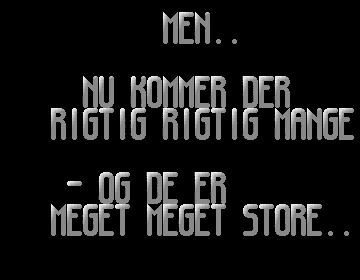 MEN..
NU KOMMER DER
RIGTIG RIGTIG MANGE
- OG DE ER
MEGET MEGET STORE..